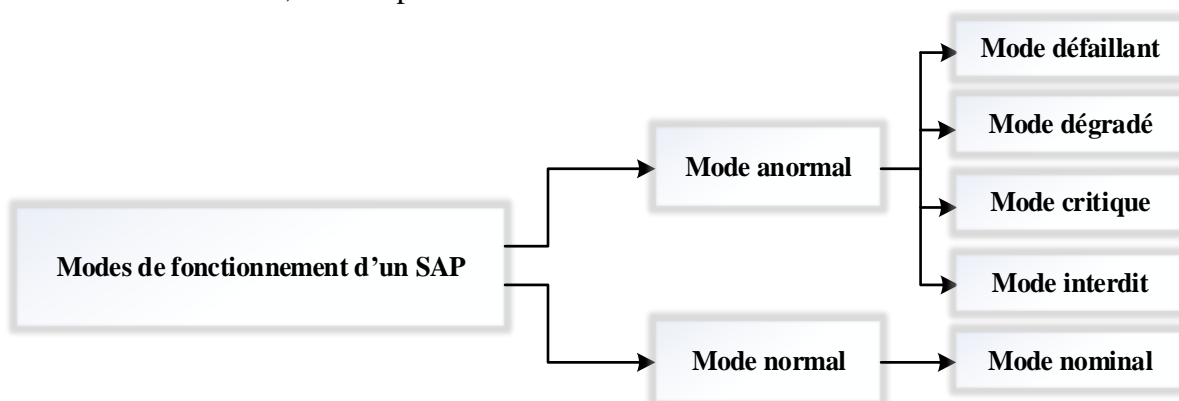 Mode défaillant
Mode dégradé
Mode anormal
Mode critique
Modes de fonctionnement d'un SAP
Mode interdit
Mode normal
Mode nominal